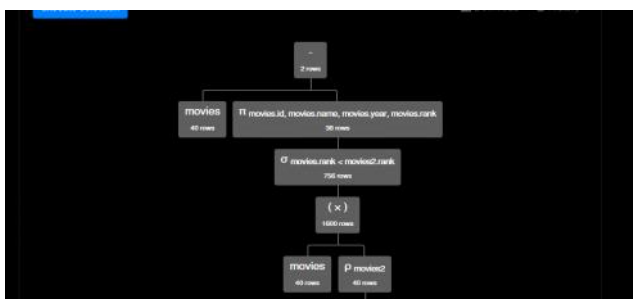 -
2 rows
movies
40 rows
π movies.id, movies.name, movies.year, movies.rank
38 rows
σ movies.rank < movies2.rank
756 rows
(×)
1600 rows
movies
40 rows
ρ movies2
40 rows